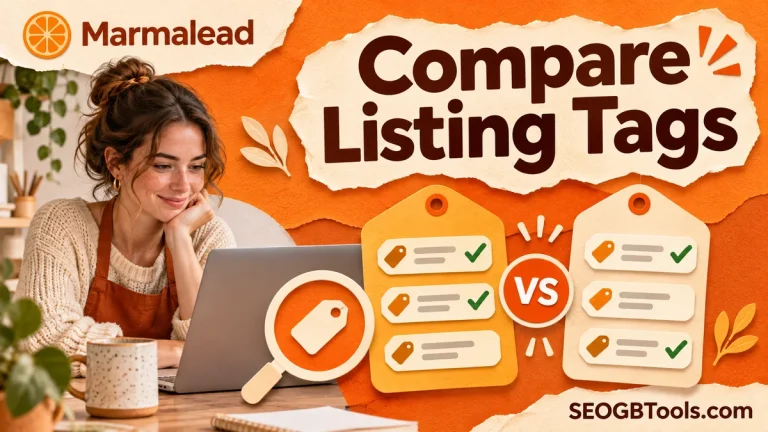 Marmalead
Compare
Listing Tags
VS
SEOGBTools.com